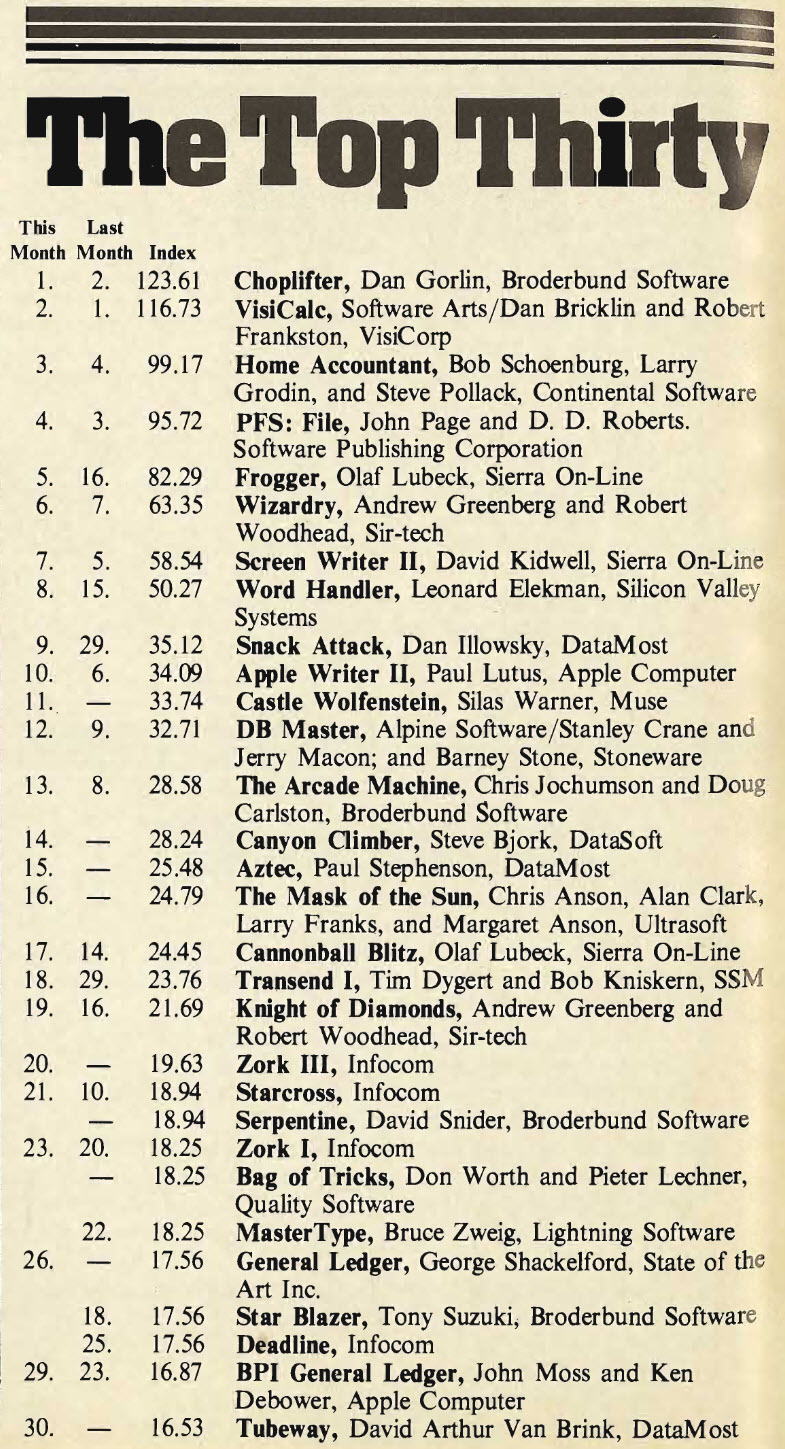 The Top Thirty
This Last
Month Month Index
1. 2. 123.61 Choplifter, Dan Gorlin, Broderbund Software
2. 1. 116.73 VisiCalc, Software Arts/Dan Bricklin and Robert
Frankston, VisiCorp
3. 4. 99.17 Home Accountant, Bob Schoenburg, Larry
Grodin, and Steve Pollack, Continental Software
4. 3. 95.72 PFS: File, John Page and D. D. Roberts.
Software Publishing Corporation
5. 16. 82.29 Frogger, Olaf Lubeck, Sierra On-Line
6. 7. 63.35 Wizardry, Andrew Greenberg and Robert
Woodhead, Sir-tech
7. 5. 58.54 Screen Writer II, David Kidwell, Sierra On-Line
8. 15. 50.27 Word Handler, Leonard Elekman, Silicon Valley
Systems
9. 29. 35.12 Snack Attack, Dan Illowsky, DataMost
10. 6. 34.09 Apple Writer II, Paul Lutus, Apple Computer
11. — 33.74 Castle Wolfenstein, Silas Warner, Muse
12. 9. 32.71 DB Master, Alpine Software/Stanley Crane and
Jerry Macon; and Barney Stone, Stoneware
13. 8. 28.58 The Arcade Machine, Chris Jochumson and Doug
Carlston, Broderbund Software
14. — 28.24 Canyon Climber, Steve Bjork, DataSoft
15. — 25.48 Aztec, Paul Stephenson, DataMost
16. — 24.79 The Mask of the Sun, Chris Anson, Alan Clark,
Larry Franks, and Margaret Anson, Ultrasoft
17. 14. 24.45 Cannonball Blitz, Olaf Lubeck, Sierra On-Line
18. 29. 23.76 Transend I, Tim Dygert and Bob Kniskern, SSM
19. 16. 21.69 Knight of Diamonds, Andrew Greenberg and
Robert Woodhead, Sir-tech
20. — 19.63 Zork III, Infocom
21. 10. 18.94 Starcross, Infocom
— 18.94 Serpentine, David Snider, Broderbund Software
23. 20. 18.25 Zork I, Infocom
— 18.25 Bag of Tricks, Don Worth and Pieter Lechner,
Quality Software
22. 18.25 MasterType, Bruce Zweig, Lightning Software
26. — 17.56 General Ledger, George Shackelford, State of the
Art Inc.
18. 17.56 Star Blazer, Tony Suzuki, Broderbund Software
25. 17.56 Deadline, Infocom
29. 23. 16.87 BPI General Ledger, John Moss and Ken
Debower, Apple Computer
30. — 16.53 Tubeway, David Arthur Van Brink, DataMost